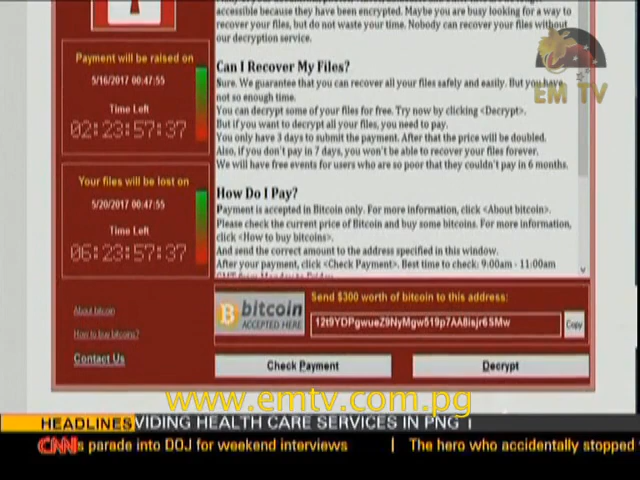 accessible because they have been encrypted. Maybe you are busy looking for a way to
recover your files, but do not waste your time. Nobody can recover your files without
our decryption service.
Can I Recover My Files?
Sure. We guarantee that you can recover all your files safely and easily. But you have
not so enough time.
You can decrypt some of your files for free. Try now by clicking <Decrypt>.
But if you want to decrypt all your files, you need to pay.
You only have 3 days to submit the payment. After that the price will be doubled.
Also, if you don't pay in 7 days, you won't be able to recover your files forever.
We will have free events for users who are so poor that they couldn't pay in 6 months.
How Do I Pay?
Payment is accepted in Bitcoin only. For more information, click <About bitcoin>.
Please check the current price of Bitcoin and buy some bitcoins. For more information,
click <How to buy bitcoins>.
And send the correct amount to the address specified in this window.
After your payment, click <Check Payment>. Best time to check: 9:00am - 11:00am
GMT from Monday to Friday.
Payment will be raised on
5/16/2017 00:47:55
Time Left
02:23:57:37
Your files will be lost on
5/20/2017 00:47:55
Time Left
06:23:57:37
About bitcoin
How to buy bitcoins?
Contact Us
bitcoin
ACCEPTED HERE
Send $300 worth of bitcoin to this address:
Copy
Check Payment
Decrypt
EM TV
www.emtv.com.pg
HEADLINES VIDING HEALTH CARE SERVICES IN PNG
CNN s parade into DOJ for weekend interviews | The hero who accidentally stopped